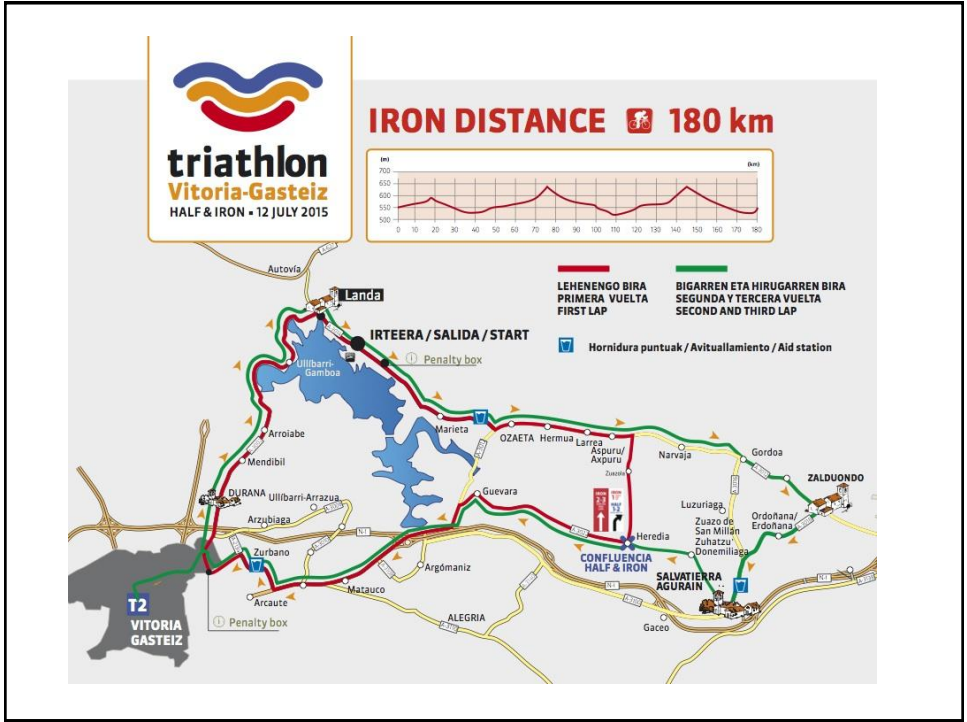 triathlon
Vitoria-Gasteiz
HALF & IRON • 12 JULY 2015
IRON DISTANCE 180 km
(m)
(km)
700
650
600
550
500
0 10 20 30 40 50 60 70 80 90 100 110 120 130 140 150 160 170 180
LEHENENGO BIRA
PRIMERA VUELTA
FIRST LAP
BIGARREN ETA HIRUGARREN BIRA
SEGUNDA Y TERCERA VUELTA
SECOND AND THIRD LAP
Hornidura puntuak / Avituallamiento / Aid station
Autovía
Landa
IRTEERA / SALIDA / START
Penalty box
Ullíbarri-
Gamboa
Marieta
OZAETA
Hermua
Larrea
Aspuru/
Axpuru
Zuazola
Narvaja
Gordoa
ZALDUONDO
Arroiabe
Mendibil
DURANA
Ullíbarri-Arrazua
Arzubiaga
Guevara
Luzuriaga
Ordoñana/
Erdoñana
Zuazo de
San Millán
Zuhatzu
Donemiliaga
Heredia
CONFLUENCIA
HALF & IRON
N-I
Zurbano
Argómaniz
SALVATIERRA
AGURAIN
N-I
Matauco
Arcaute
ALEGRIA
Gaceo
T2
VITORIA
GASTEIZ
Penalty box